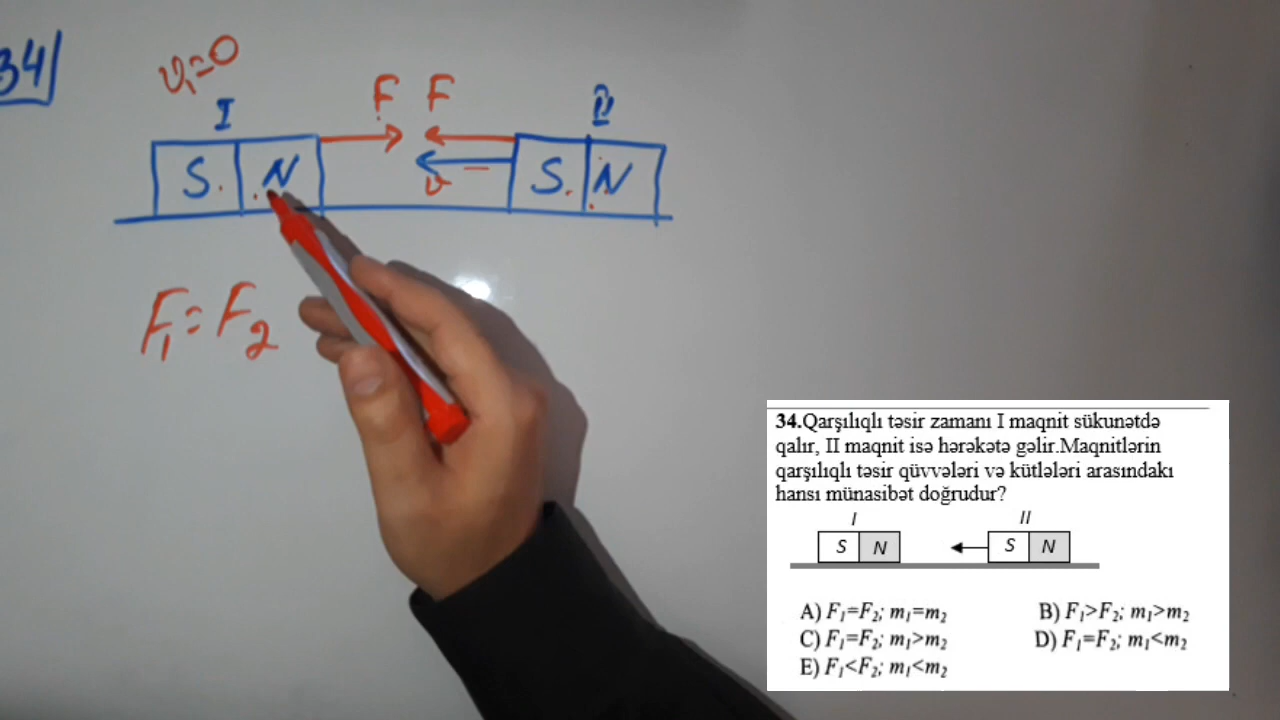 34
υ₁=0
I
F F
II
S N
υ
S N
F₁=F₂
34.Qarşılıqlı təsir zamanı I maqnit sükunətdə
qalır, II maqnit isə hərəkətə gəlir.Maqnitlərin
qarşılıqlı təsir qüvvələri və kütlələri arasındakı
hansı münasibət doğrudur?
I II
S N S N
A) F₁=F₂; m₁=m₂ B) F₁>F₂; m₁>m₂
C) F₁=F₂; m₁>m₂ D) F₁=F₂; m₁<m₂
E) F₁<F₂; m₁<m₂